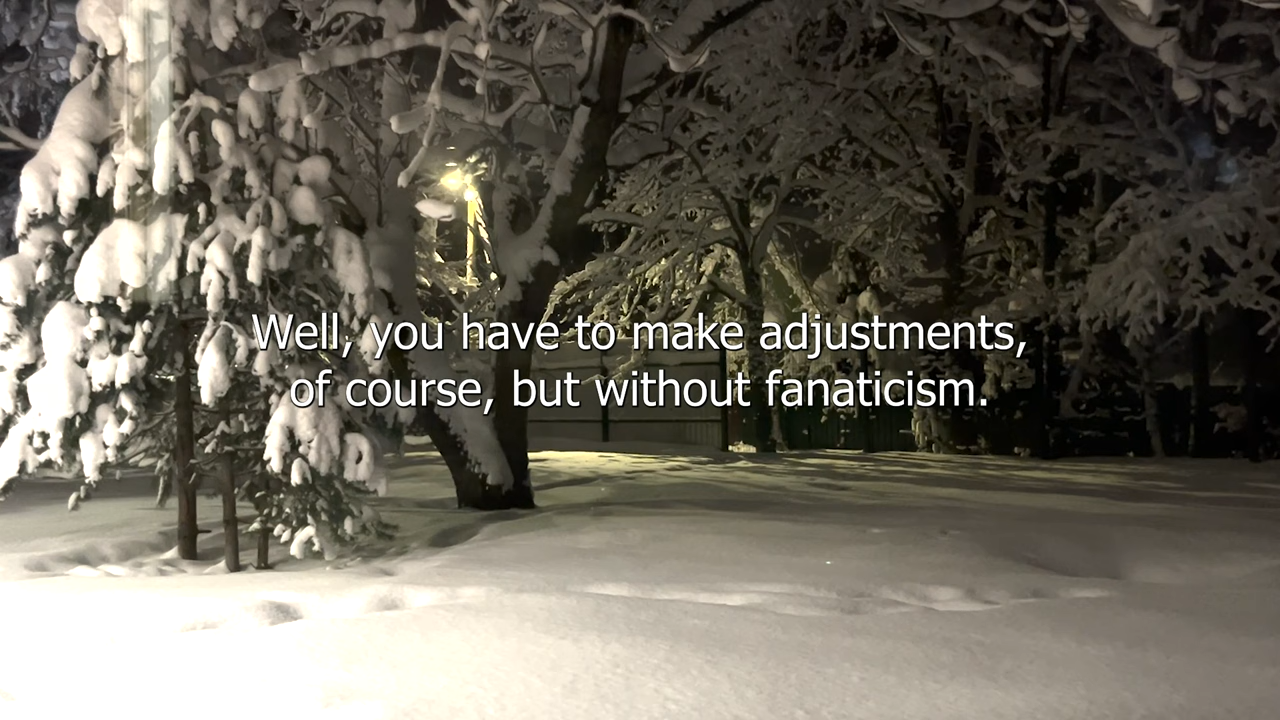 Well, you have to make adjustments,
of course, but without fanaticism.